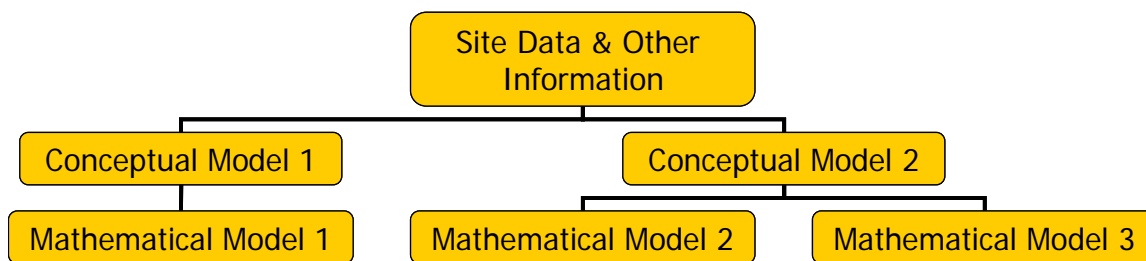 Site Data & Other
Information
Conceptual Model 1
Conceptual Model 2
Mathematical Model 1
Mathematical Model 2
Mathematical Model 3